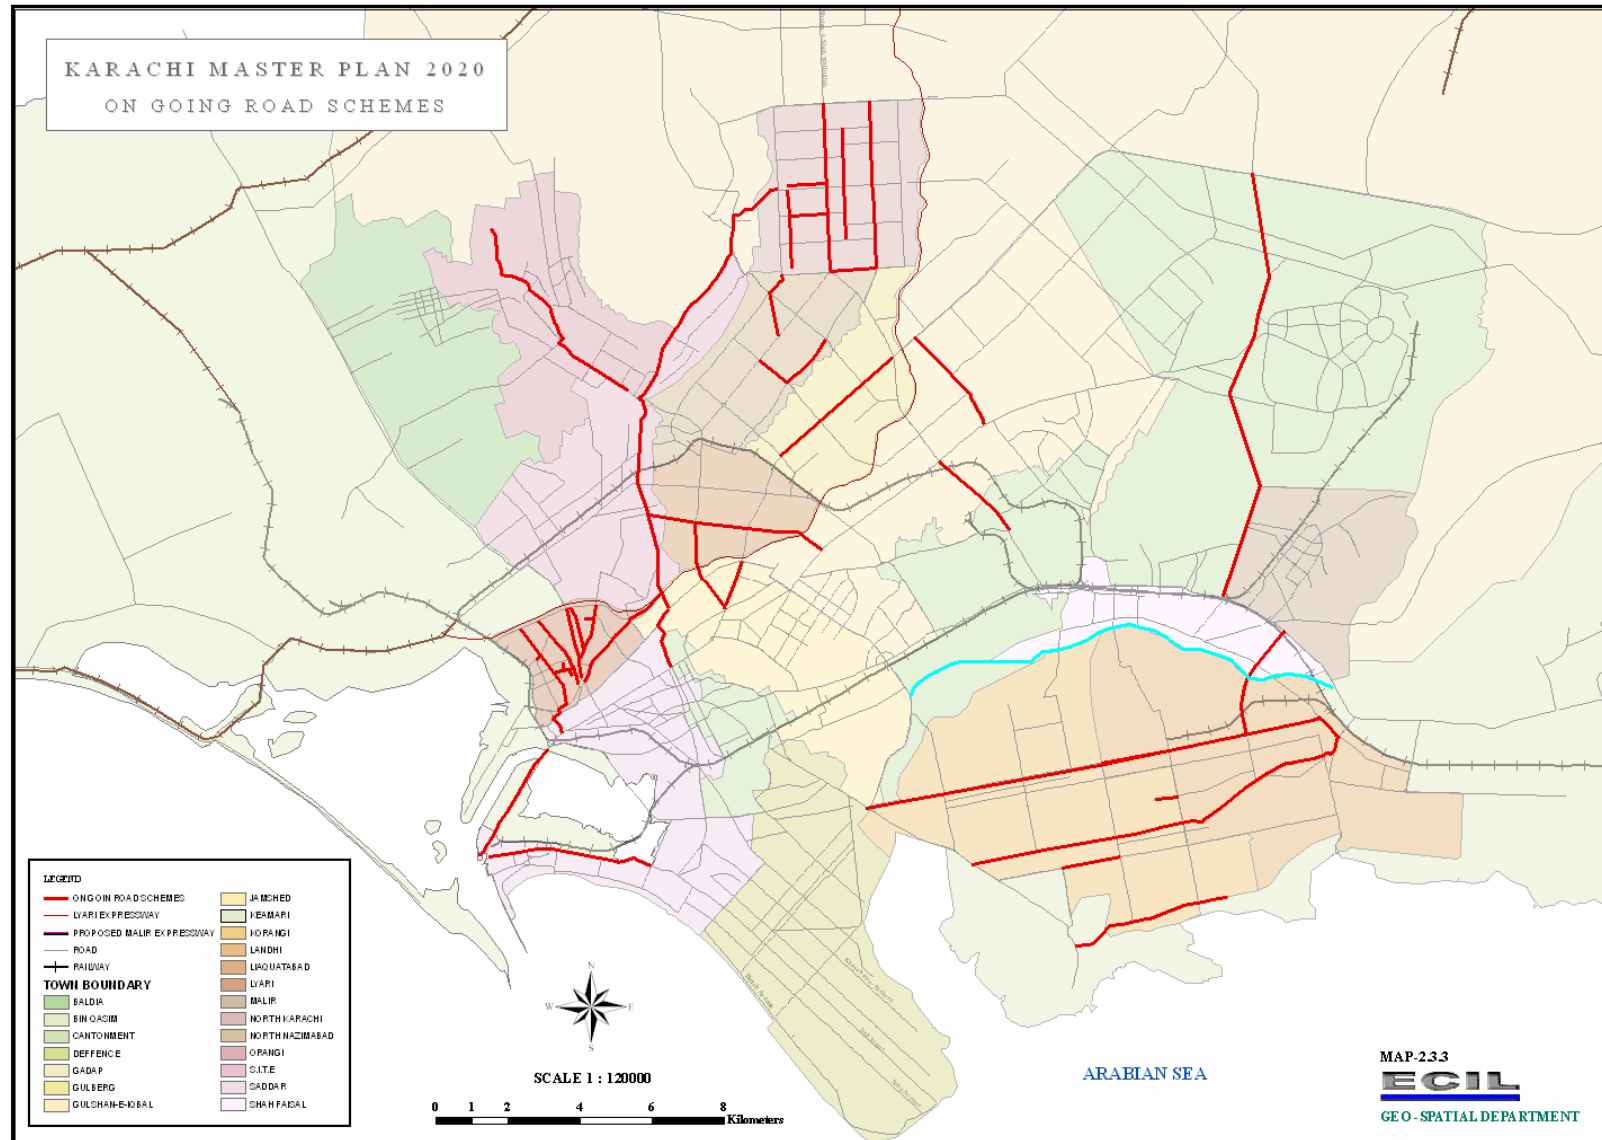 KARACHI MASTER PLAN 2020
ON GOING ROAD SCHEMES
LEGEND
ONGOIN ROAD SCHEMES
LYARI EXPRESSWAY
PROPOSED MALIR EXPRESSWAY
ROAD
RAILWAY
TOWN BOUNDARY
BALDIA
BIN QASIM
CANTONMENT
DEFFENCE
GADAP
GULBERG
GULSHAN-E-IQBAL
JAMSHED
KEAMARI
KORANGI
LANDHI
LIAQUATABAD
LYARI
MALIR
NORTH KARACHI
NORTH NAZIMABAD
ORANGI
S.I.T.E
SADDAR
SHAH FAISAL
N
W E
S
SCALE 1 : 120000
0 1 2 4 6 8
Kilometers
ARABIAN SEA
MAP-2.3.3
ECIL
GEO-SPATIAL DEPARTMENT